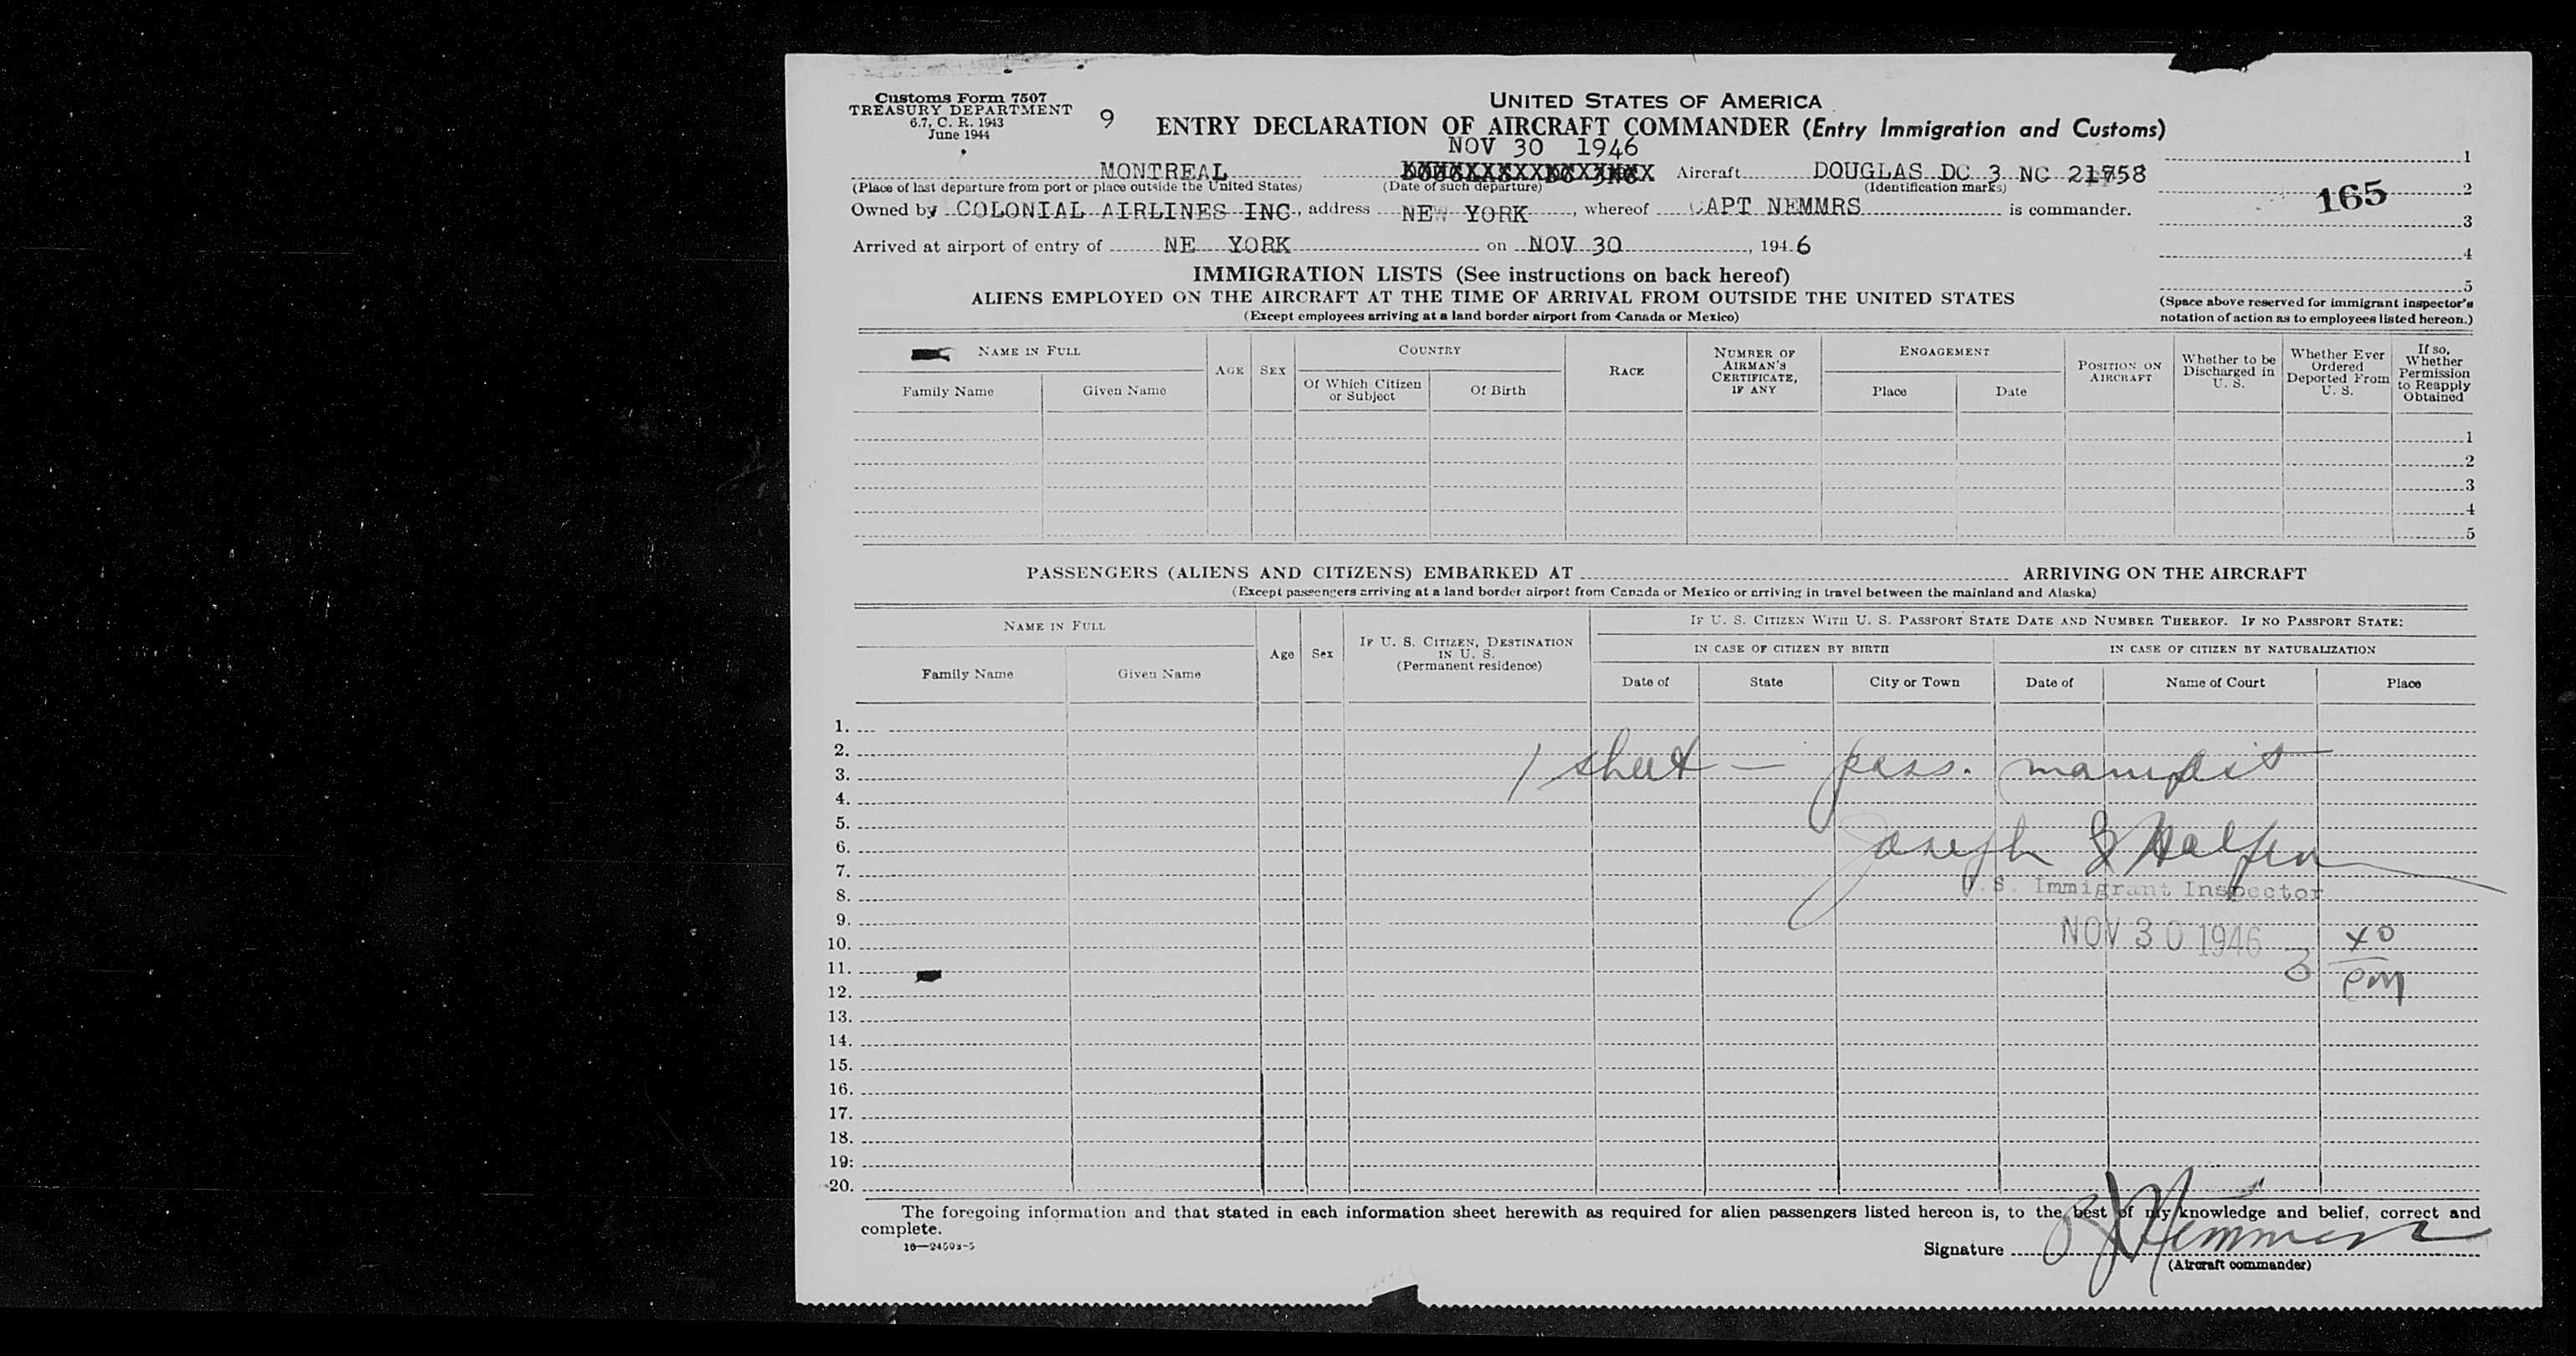 Customs Form 7507
TREASURY DEPARTMENT
6.7, C. R. 1943
June 1944
9
UNITED STATES OF AMERICA
ENTRY DECLARATION OF AIRCRAFT COMMANDER (Entry Immigration and Customs)
NOV 30 1946
MONTREAL Aircraft DOUGLAS DC 3 NC 21758
(Place of last departure from port or place outside the United States) (Date of such departure) (Identification marks)
Owned by COLONIAL AIRLINES INC, address NEW YORK, whereof CAPT NEMMRS is commander.
Arrived at airport of entry of NE YORK on NOV 30, 1946
1
2
165
3
4
5
(Space above reserved for immigrant inspector's
notation of action as to employees listed hereon.)
IMMIGRATION LISTS (See instructions on back hereof)
ALIENS EMPLOYED ON THE AIRCRAFT AT THE TIME OF ARRIVAL FROM OUTSIDE THE UNITED STATES
(Except employees arriving at a land border airport from Canada or Mexico)
NAME IN FULL
Family Name
Given Name
AGE
SEX
COUNTRY
Of Which Citizen
or Subject
Of Birth
RACE
NUMBER OF
AIRMAN'S
CERTIFICATE,
IF ANY
ENGAGEMENT
Place
Date
POSITION ON
AIRCRAFT
Whether to be
Discharged in
U. S.
Whether Ever
Ordered
Deported From
U. S.
If so,
Whether
Permission
to Reapply
Obtained
1
2
3
4
5
PASSENGERS (ALIENS AND CITIZENS) EMBARKED AT ARRIVING ON THE AIRCRAFT
(Except passengers arriving at a land border airport from Canada or Mexico or arriving in travel between the mainland and Alaska)
NAME IN FULL
Family Name
Given Name
Age
Sex
IF U. S. CITIZEN, DESTINATION
IN U. S.
(Permanent residence)
IF U. S. CITIZEN WITH U. S. PASSPORT STATE DATE AND NUMBER THEREOF. IF NO PASSPORT STATE:
IN CASE OF CITIZEN BY BIRTH
Date of
State
City or Town
IN CASE OF CITIZEN BY NATURALIZATION
Date of
Name of Court
Place
1.
2.
3.
4.
5.
6.
7.
8.
9.
10.
11.
12.
13.
14.
15.
16.
17.
18.
19.
20.
1 sheet — pass. manifest
Joseph Halfen
U.S. Immigrant Inspector
NOV 30 1946
3 40
PM
The foregoing information and that stated in each information sheet herewith as required for alien passengers listed hereon is, to the best of my knowledge and belief, correct and
complete.
16—24503-5
Signature Nemmers
(Aircraft commander)